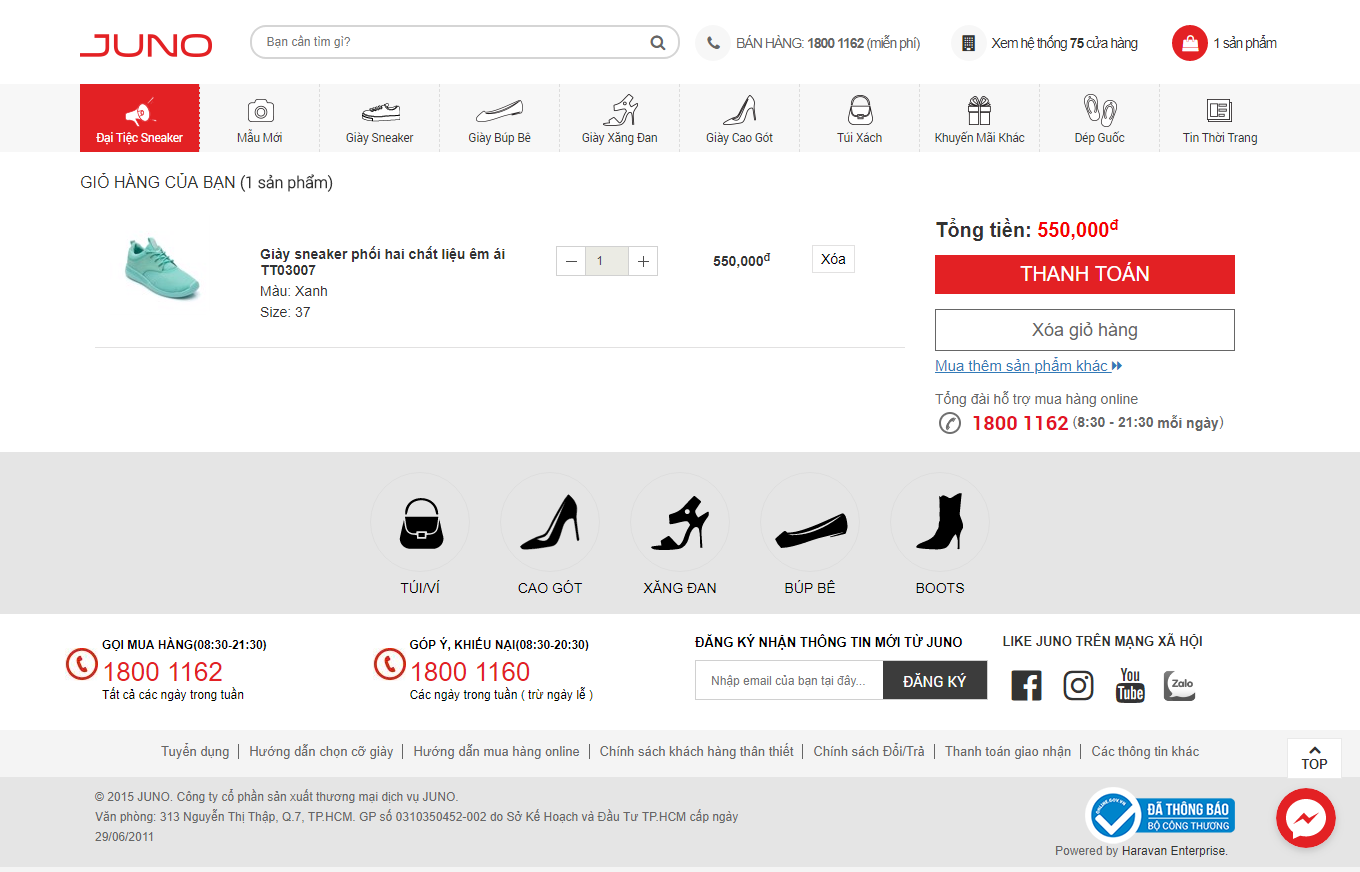 JUNO
Bạn cần tìm gì?
BÁN HÀNG: 1800 1162 (miễn phí)
Xem hệ thống 75 cửa hàng
1 sản phẩm
Đại Tiệc Sneaker
Mẫu Mới
Giày Sneaker
Giày Búp Bê
Giày Xăng Đan
Giày Cao Gót
Túi Xách
Khuyến Mãi Khác
Dép Guốc
Tin Thời Trang
GIỎ HÀNG CỦA BẠN (1 sản phẩm)
Giày sneaker phối hai chất liệu êm ái
TT03007
Màu: Xanh
Size: 37
1
550,000đ
Xóa
Tổng tiền: 550,000đ
THANH TOÁN
Xóa giỏ hàng
Mua thêm sản phẩm khác
Tổng đài hỗ trợ mua hàng online
1800 1162 (8:30 - 21:30 mỗi ngày)
TÚI/VÍ
CAO GÓT
XĂNG ĐAN
BÚP BÊ
BOOTS
GỌI MUA HÀNG(08:30-21:30)
1800 1162
Tất cả các ngày trong tuần
GÓP Ý, KHIẾU NẠI(08:30-20:30)
1800 1160
Các ngày trong tuần ( trừ ngày lễ )
ĐĂNG KÝ NHẬN THÔNG TIN MỚI TỪ JUNO
Nhập email của bạn tại đây...
ĐĂNG KÝ
LIKE JUNO TRÊN MẠNG XÃ HỘI
You
Tube
Zalo
Tuyển dụng
Hướng dẫn chọn cỡ giày
Hướng dẫn mua hàng online
Chính sách khách hàng thân thiết
Chính sách Đổi/Trả
Thanh toán giao nhận
Các thông tin khác
TOP
© 2015 JUNO. Công ty cổ phần sản xuất thương mại dịch vụ JUNO.
Văn phòng: 313 Nguyễn Thị Thập, Q.7, TP.HCM. GP số 0310350452-002 do Sở Kế Hoạch và Đầu Tư TP.HCM cấp ngày
29/06/2011
ONLINE.GOV.VN
ĐÃ THÔNG BÁO
BỘ CÔNG THƯƠNG
Powered by Haravan Enterprise.